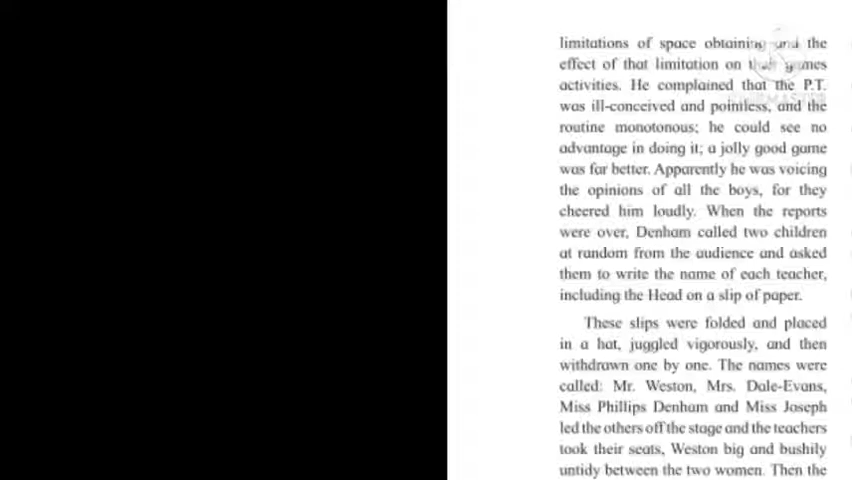 limitations of space obtaining and the
effect of that limitation on their games
activities. He complained that the P.T.
was ill-conceived and pointless, and the
routine monotonous; he could see no
advantage in doing it; a jolly good game
was far better. Apparently he was voicing
the opinions of all the boys, for they
cheered him loudly. When the reports
were over, Denham called two children
at random from the audience and asked
them to write the name of each teacher,
including the Head on a slip of paper.
These slips were folded and placed
in a hat, juggled vigorously, and then
withdrawn one by one. The names were
called: Mr. Weston, Mrs. Dale-Evans,
Miss Phillips Denham and Miss Joseph
led the others off the stage and the teachers
took their seats, Weston big and bushily
untidy between the two women. Then the